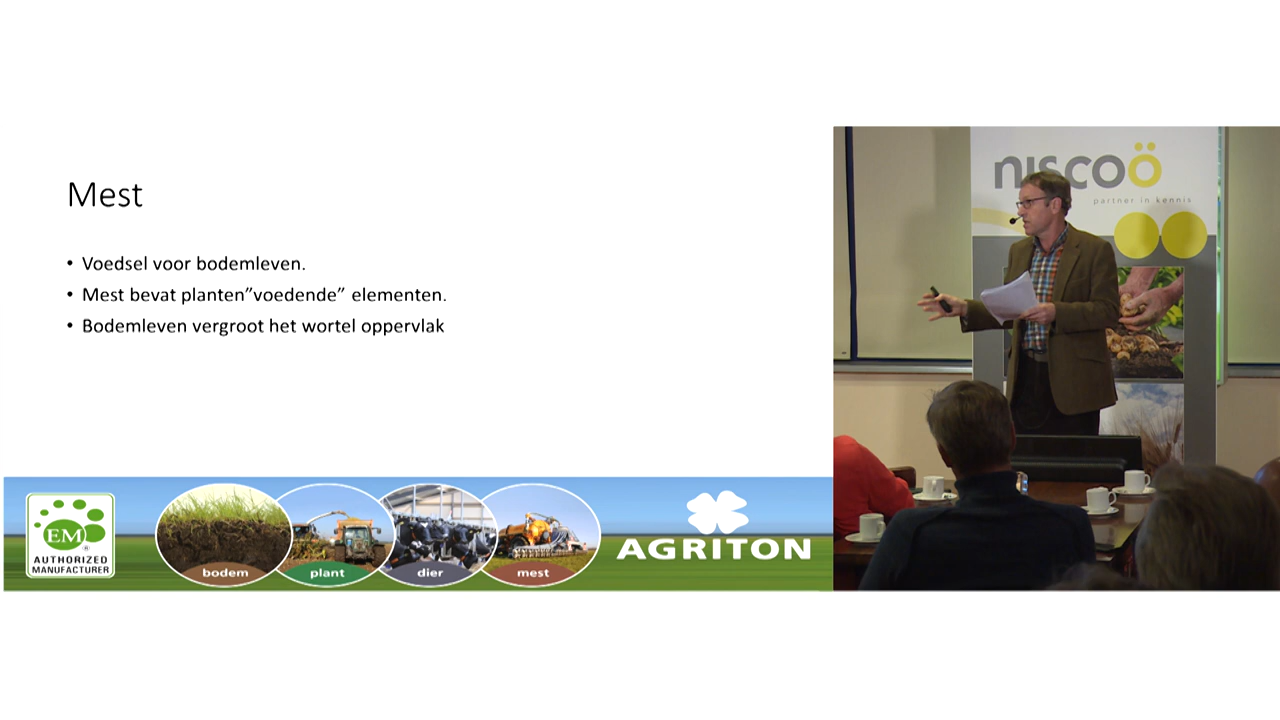 Mest
• Voedsel voor bodemleven.
• Mest bevat planten”voedende” elementen.
• Bodemleven vergroot het wortel oppervlak
EM®
AUTHORIZED
MANUFACTURER
bodem
plant
dier
mest
AGRITON
niscoö
partner in kennis